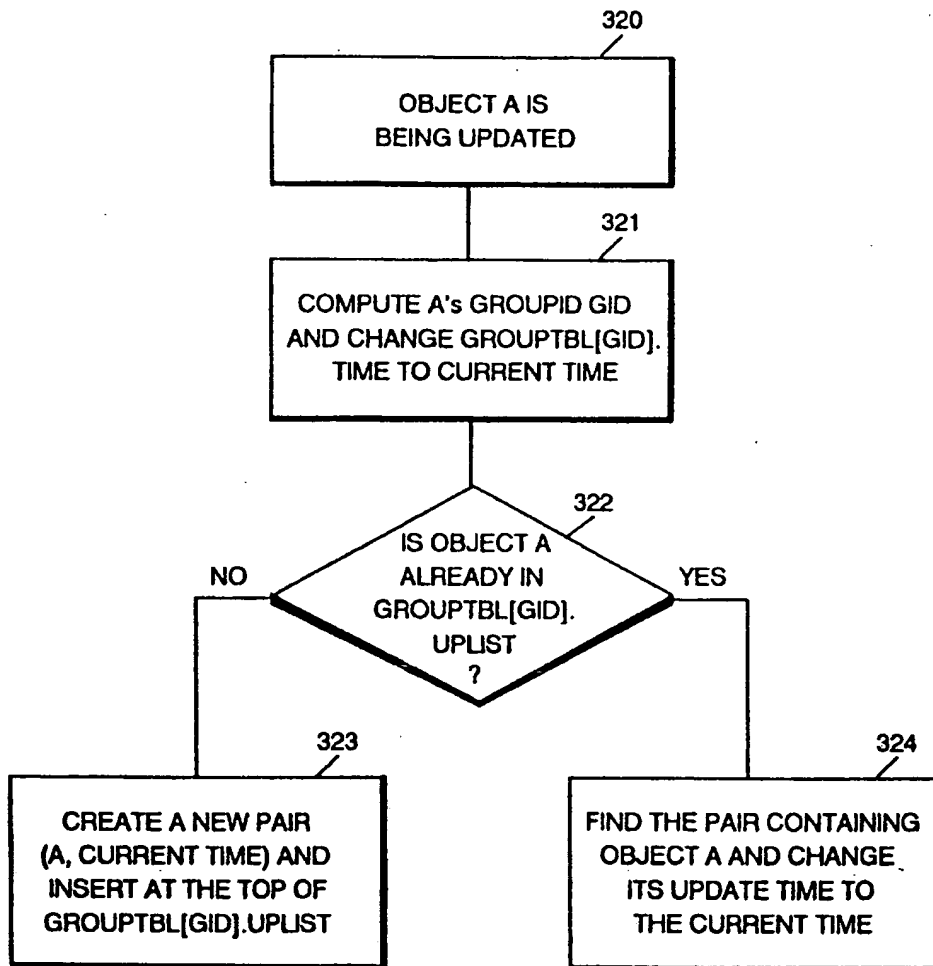 320
OBJECT A IS
BEING UPDATED
321
COMPUTE A's GROUPID GID
AND CHANGE GROUPTBL[GID].
TIME TO CURRENT TIME
322
IS OBJECT A
ALREADY IN
GROUPTBL[GID].
UPLIST
?
NO
YES
323
CREATE A NEW PAIR
(A, CURRENT TIME) AND
INSERT AT THE TOP OF
GROUPTBL[GID].UPLIST
324
FIND THE PAIR CONTAINING
OBJECT A AND CHANGE
ITS UPDATE TIME TO
THE CURRENT TIME